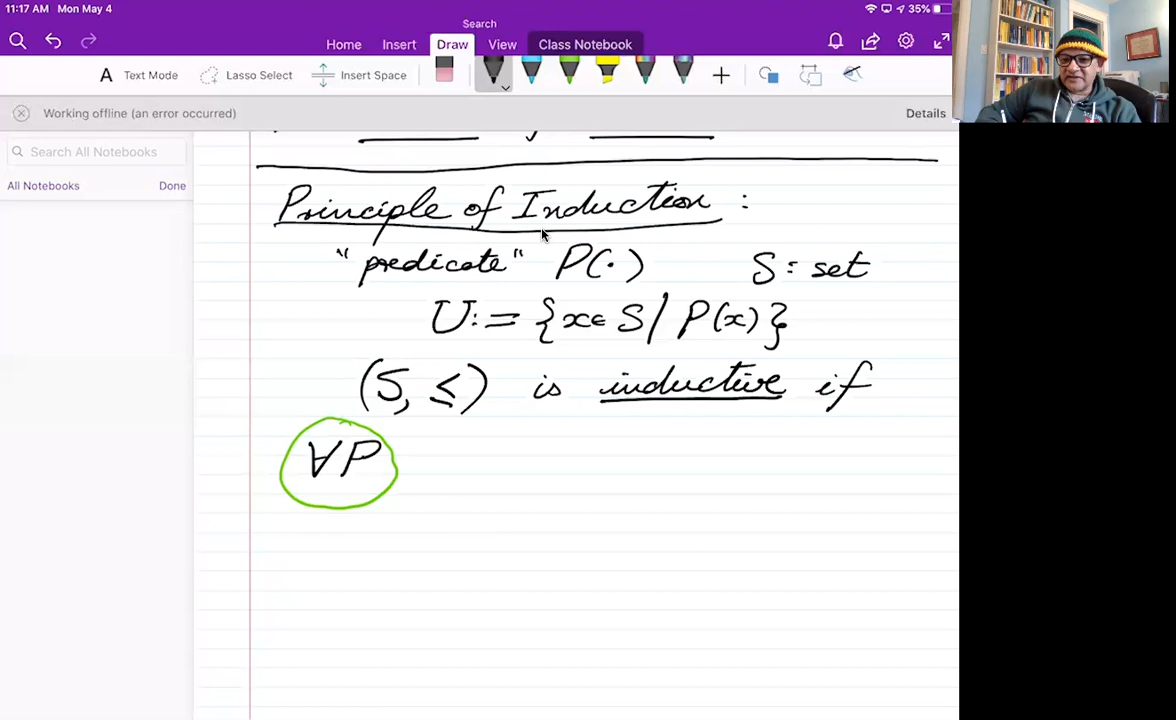 11:17 AM Mon May 4
35%
Search
Home Insert Draw View Class Notebook
A Text Mode Lasso Select Insert Space
Working offline (an error occurred) Details
Search All Notebooks
All Notebooks Done
Principle of Induction :
"predicate" P(·) S = set
U := {x ∈ S / P(x)}
(S, ≤) is inductive if
∀P